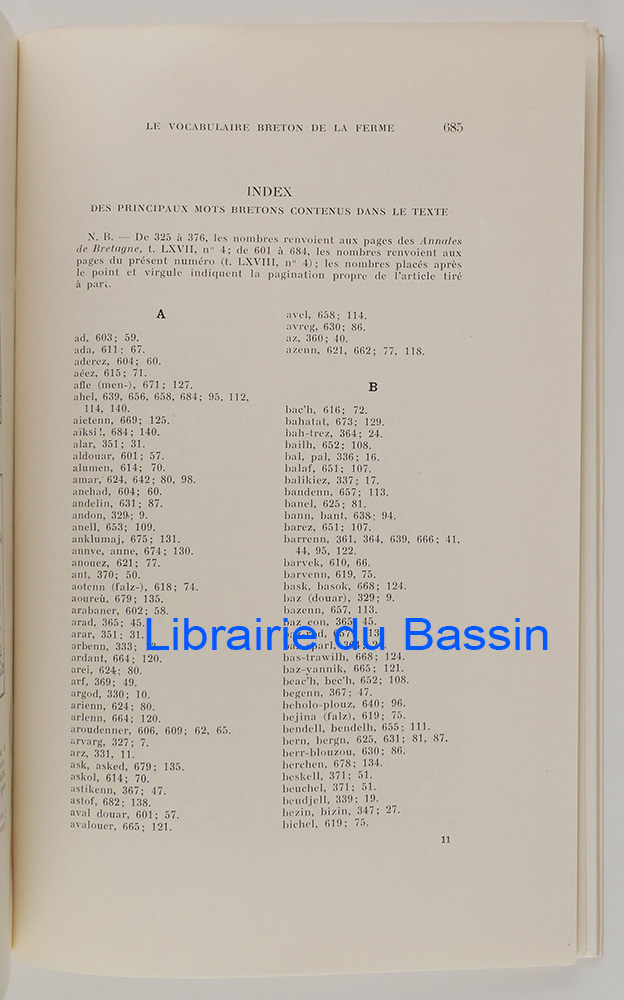 LE VOCABULAIRE BRETON DE LA FERME 685
INDEX
DES PRINCIPAUX MOTS BRETONS CONTENUS DANS LE TEXTE
N. B. — De 325 à 376, les nombres renvoient aux pages des Annales
de Bretagne, t. LXVII, n° 4; de 601 à 684, les nombres renvoient aux
pages du présent numéro (t. LXVIII, n° 4); les nombres placés après
le point et virgule indiquent la pagination propre de l'article tiré
à part.
A
ad, 603; 59.
ada, 611; 67.
aderez, 604; 60.
aéez, 615; 71.
afle (men-), 671; 127.
ahel, 639, 656, 658, 684; 95, 112,
114, 140.
aietenn, 669; 125.
aïksi!, 684; 140.
alar, 351; 31.
aldouar, 601; 57.
alumen, 614; 70.
amar, 624, 642; 80, 98.
anchad, 604; 60.
andelin, 631; 87.
andon, 329; 9.
anell, 653; 109.
anklumaj, 675; 131.
annve, anne, 674; 130.
anouez, 621; 77.
ant, 370; 50.
aotenn (falz-), 618; 74.
aoureù, 679; 135.
arabaner, 602; 58.
arad, 365; 45.
arar, 351; 31.
arbenn, 333;
ardant, 664; 120.
arei, 624; 80.
arf, 369; 49.
argod, 330; 10.
arienn, 624; 80.
arlenn, 664; 120.
aroudenner, 606, 609; 62, 65.
arvarg, 327; 7.
arz, 331, 11.
ask, asked, 679; 135.
askol, 614; 70.
astikenn, 367; 47.
astof, 682; 138.
aval douar, 601; 57.
avalouer, 665; 121.
avel, 658; 114.
avreg, 630; 86.
az, 360; 40.
azenn, 621, 662; 77, 118.
B
bac'h, 616; 72.
bahatat, 673; 129.
bah-trez, 364; 24.
bailh, 652; 108.
bal, pal, 336; 16.
balaf, 651; 107.
balikiez, 337; 17.
bandenn, 657; 113.
banel, 625; 81.
bann, bant, 638; 94.
barez, 651; 107.
barrenn, 361, 364, 639, 666; 41,
44, 95, 122.
barvek, 610; 66.
barvenn, 619, 75.
bask, basok, 668; 124.
baz (douar), 329; 9.
bazenn, 657, 113.
baz eon, 365; 45.
bas-trawilh, 668; 124.
baz-yannik, 665; 121.
beac'h, bec'h, 652; 108.
begenn, 367; 47.
beholo-plouz, 640; 96.
bejina (falz), 619; 75.
bendell, bendelh, 655; 111.
bern, bergn, 625, 631; 81, 87.
berr-blouzou, 630; 86.
berchen, 678; 134.
beskell, 371; 51.
beuchel, 371; 51.
beudjell, 339; 19.
bezin, bizin, 347; 27.
bichel, 619; 75.
11
Librairie du Bassin